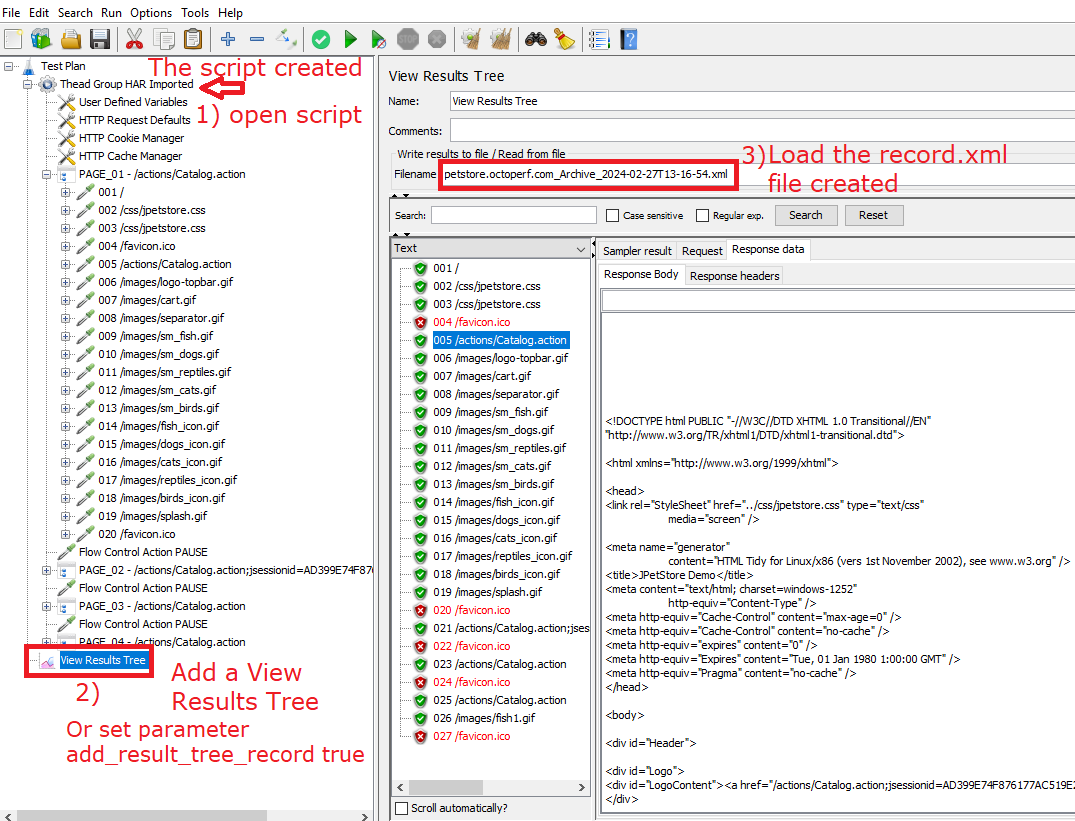 File Edit Search Run Options Tools Help
Test Plan
The script created
Thead Group HAR Imported
User Defined Variables
1) open script
HTTP Request Defaults
HTTP Cookie Manager
HTTP Cache Manager
PAGE_01 - /actions/Catalog.action
001 /
002 /css/jpetstore.css
003 /css/jpetstore.css
004 /favicon.ico
005 /actions/Catalog.action
006 /images/logo-topbar.gif
007 /images/cart.gif
008 /images/separator.gif
009 /images/sm_fish.gif
010 /images/sm_dogs.gif
011 /images/sm_reptiles.gif
012 /images/sm_cats.gif
013 /images/sm_birds.gif
014 /images/fish_icon.gif
015 /images/dogs_icon.gif
016 /images/cats_icon.gif
017 /images/reptiles_icon.gif
018 /images/birds_icon.gif
019 /images/splash.gif
020 /favicon.ico
Flow Control Action PAUSE
PAGE_02 - /actions/Catalog.action;jsessionid=AD399E74F870
Flow Control Action PAUSE
PAGE_03 - /actions/Catalog.action
Flow Control Action PAUSE
PAGE_04 - /actions/Catalog.action
View Results Tree
2)
Add a View
Results Tree
Or set parameter
add_result_tree_record true
View Results Tree
Name: View Results Tree
Comments:
Write results to file / Read from file
3)Load the record.xml
file created
Filename petstore.octoperf.com_Archive_2024-02-27T13-16-54.xml
Search: Case sensitive Regular exp. Search Reset
Text
001 /
002 /css/jpetstore.css
003 /css/jpetstore.css
004 /favicon.ico
005 /actions/Catalog.action
006 /images/logo-topbar.gif
007 /images/cart.gif
008 /images/separator.gif
009 /images/sm_fish.gif
010 /images/sm_dogs.gif
011 /images/sm_reptiles.gif
012 /images/sm_cats.gif
013 /images/sm_birds.gif
014 /images/fish_icon.gif
015 /images/dogs_icon.gif
016 /images/cats_icon.gif
017 /images/reptiles_icon.gif
018 /images/birds_icon.gif
019 /images/splash.gif
020 /favicon.ico
021 /actions/Catalog.action;jses
022 /favicon.ico
023 /actions/Catalog.action
024 /favicon.ico
025 /actions/Catalog.action
026 /images/fish1.gif
027 /favicon.ico
Scroll automatically?
Sampler result Request Response data
Response Body Response headers
<!DOCTYPE html PUBLIC "-//W3C//DTD XHTML 1.0 Transitional//EN"
"http://www.w3.org/TR/xhtml1/DTD/xhtml1-transitional.dtd">
<html xmlns="http://www.w3.org/1999/xhtml">
<head>
<link rel="StyleSheet" href="../css/jpetstore.css" type="text/css"
media="screen" />
<meta name="generator"
content="HTML Tidy for Linux/x86 (vers 1st November 2002), see www.w3.org" />
<title>JPetStore Demo</title>
<meta content="text/html; charset=windows-1252"
http-equiv="Content-Type" />
<meta http-equiv="Cache-Control" content="max-age=0" />
<meta http-equiv="Cache-Control" content="no-cache" />
<meta http-equiv="expires" content="0" />
<meta http-equiv="Expires" content="Tue, 01 Jan 1980 1:00:00 GMT" />
<meta http-equiv="Pragma" content="no-cache" />
</head>
<body>
<div id="Header">
<div id="Logo">
<div id="LogoContent"><a href="/actions/Catalog.action;jsessionid=AD399E74F876177AC519E
</div>